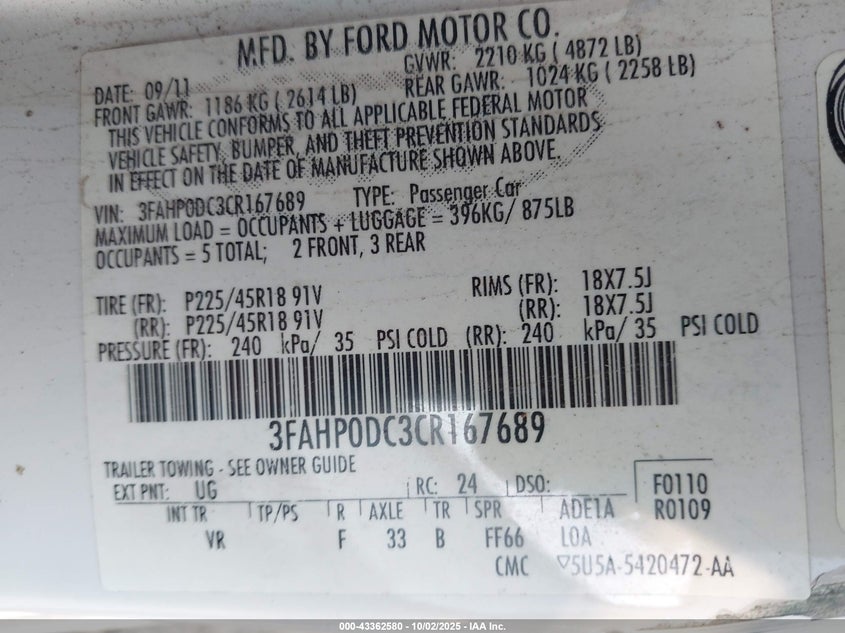 MFD. BY FORD MOTOR CO.
DATE: 09/11 GVWR: 2210 KG ( 4872 LB)
FRONT GAWR: 1186 KG ( 2614 LB) REAR GAWR: 1024 KG ( 2258 LB)
THIS VEHICLE CONFORMS TO ALL APPLICABLE FEDERAL MOTOR
VEHICLE SAFETY, BUMPER, AND THEFT PREVENTION STANDARDS
IN EFFECT ON THE DATE OF MANUFACTURE SHOWN ABOVE.
VIN: 3FAHP0DC3CR167689 TYPE: Passenger Car
MAXIMUM LOAD = OCCUPANTS + LUGGAGE = 396KG/ 875LB
OCCUPANTS = 5 TOTAL; 2 FRONT, 3 REAR
TIRE (FR): P225/45R18 91V RIMS (FR): 18X7.5J
(RR): P225/45R18 91V (RR): 18X7.5J
PRESSURE (FR): 240 kPa/ 35 PSI COLD (RR): 240 kPa/ 35 PSI COLD
3FAHP0DC3CR167689
TRAILER TOWING - SEE OWNER GUIDE
EXT PNT: UG RC: 24 DSO: F0110
INT TR TP/PS R AXLE TR SPR ADE1A R0109
VR F 33 B FF66 LOA
CMC ▽5U5A-5420472-AA
000-43362580 - 10/02/2025 - IAA Inc.